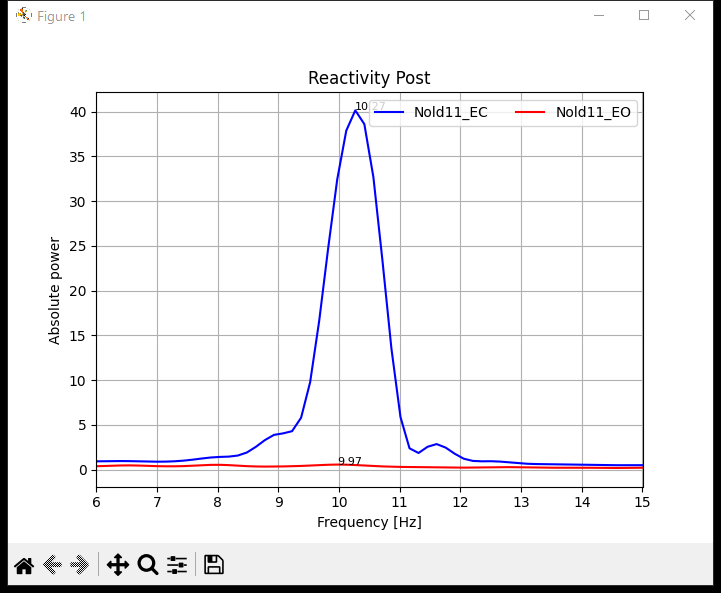 Figure 1
Reactivity Post
10.27
Nold11_EC
Nold11_EO
40
35
30
25
20
15
10
5
0
Absolute power
9.97
6 7 8 9 10 11 12 13 14 15
Frequency [Hz]